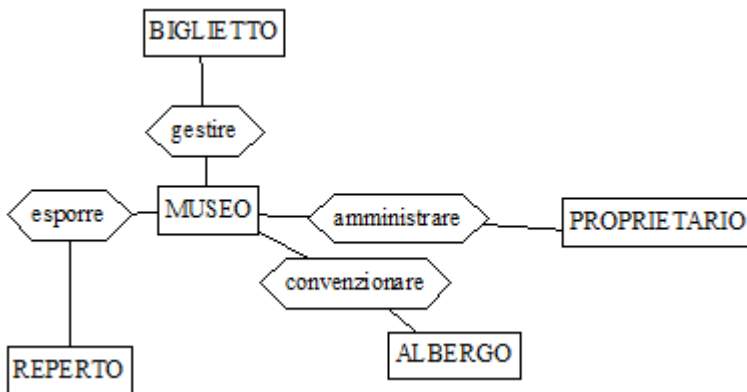 BIGLIETTO
gestire
esporre
MUSEO
amministrare
PROPRIETARIO
convenzionare
ALBERGO
REPERTO